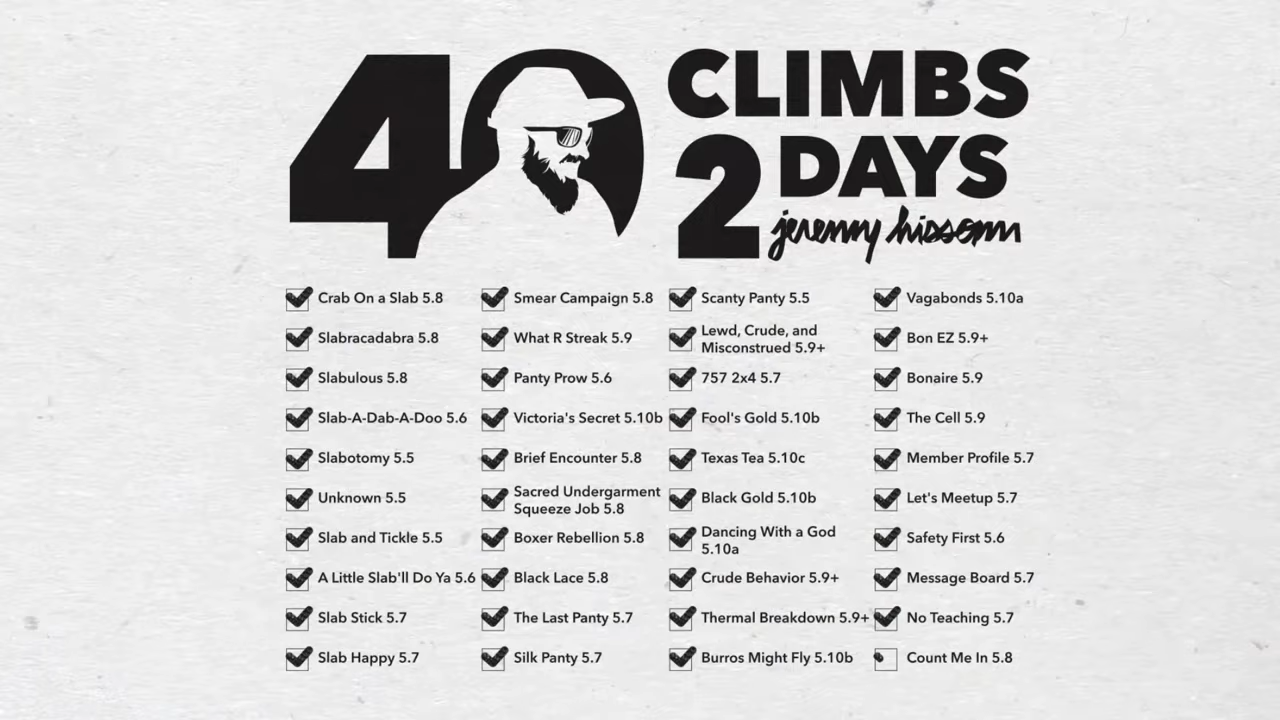 40 CLIMBS
2 DAYS
jeremy hissom
Crab On a Slab 5.8
Slabracadabra 5.8
Slabulous 5.8
Slab-A-Dab-A-Doo 5.6
Slabotomy 5.5
Unknown 5.5
Slab and Tickle 5.5
A Little Slab'll Do Ya 5.6
Slab Stick 5.7
Slab Happy 5.7
Smear Campaign 5.8
What R Streak 5.9
Panty Prow 5.6
Victoria's Secret 5.10b
Brief Encounter 5.8
Sacred Undergarment
Squeeze Job 5.8
Boxer Rebellion 5.8
Black Lace 5.8
The Last Panty 5.7
Silk Panty 5.7
Scanty Panty 5.5
Lewd, Crude, and
Misconstrued 5.9+
757 2x4 5.7
Fool's Gold 5.10b
Texas Tea 5.10c
Black Gold 5.10b
Dancing With a God
5.10a
Crude Behavior 5.9+
Thermal Breakdown 5.9+
Burros Might Fly 5.10b
Vagabonds 5.10a
Bon EZ 5.9+
Bonaire 5.9
The Cell 5.9
Member Profile 5.7
Let's Meetup 5.7
Safety First 5.6
Message Board 5.7
No Teaching 5.7
Count Me In 5.8